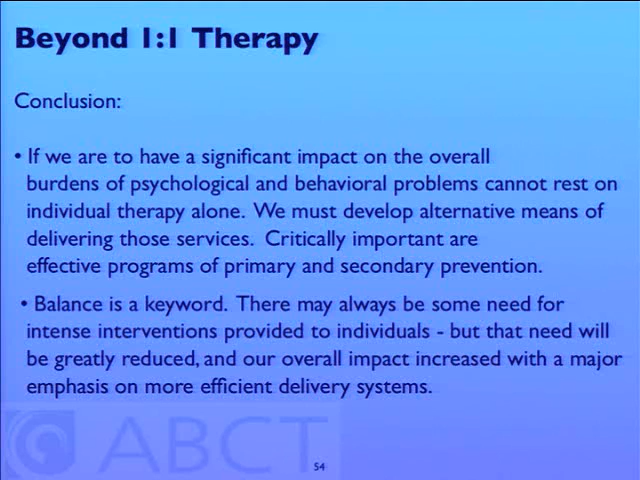 Beyond 1:1 Therapy
Conclusion:
• If we are to have a significant impact on the overall
burdens of psychological and behavioral problems cannot rest on
individual therapy alone. We must develop alternative means of
delivering those services. Critically important are
effective programs of primary and secondary prevention.
• Balance is a keyword. There may always be some need for
intense interventions provided to individuals - but that need will
be greatly reduced, and our overall impact increased with a major
emphasis on more efficient delivery systems.
ABCT
54